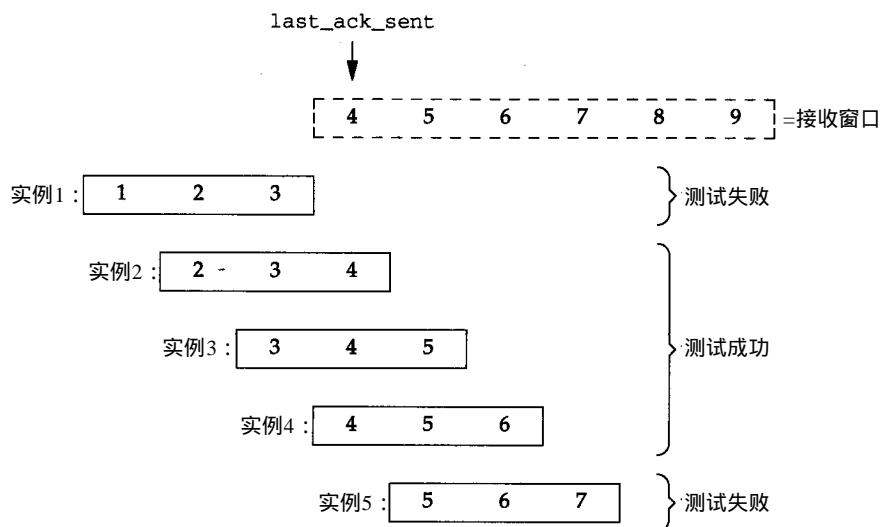 last_ack_sent
4 5 6 7 8 9 =接收窗口
实例1： 1 2 3 测试失败
实例2： 2 3 4
实例3： 3 4 5 测试成功
实例4： 4 5 6
实例5： 5 6 7 测试失败